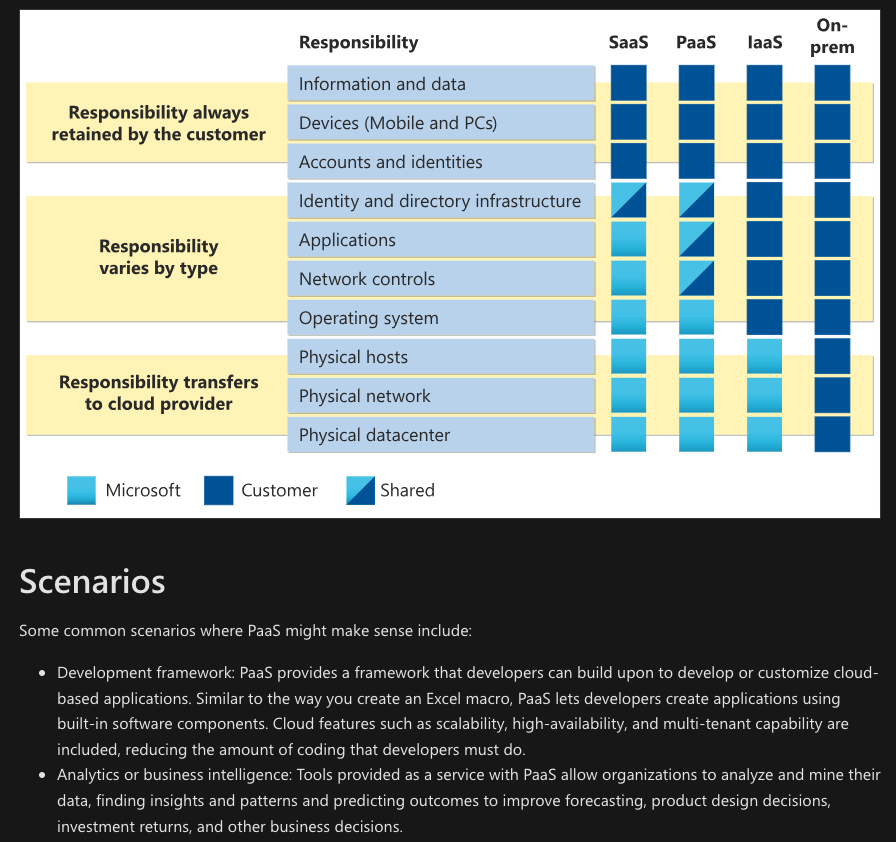 Responsibility SaaS PaaS IaaS On-
prem
Responsibility always
retained by the customer
Information and data
Devices (Mobile and PCs)
Accounts and identities
Responsibility
varies by type
Identity and directory infrastructure
Applications
Network controls
Operating system
Responsibility transfers
to cloud provider
Physical hosts
Physical network
Physical datacenter
Microsoft Customer Shared
Scenarios
Some common scenarios where PaaS might make sense include:
• Development framework: PaaS provides a framework that developers can build upon to develop or customize cloud-
based applications. Similar to the way you create an Excel macro, PaaS lets developers create applications using
built-in software components. Cloud features such as scalability, high-availability, and multi-tenant capability are
included, reducing the amount of coding that developers must do.
• Analytics or business intelligence: Tools provided as a service with PaaS allow organizations to analyze and mine their
data, finding insights and patterns and predicting outcomes to improve forecasting, product design decisions,
investment returns, and other business decisions.